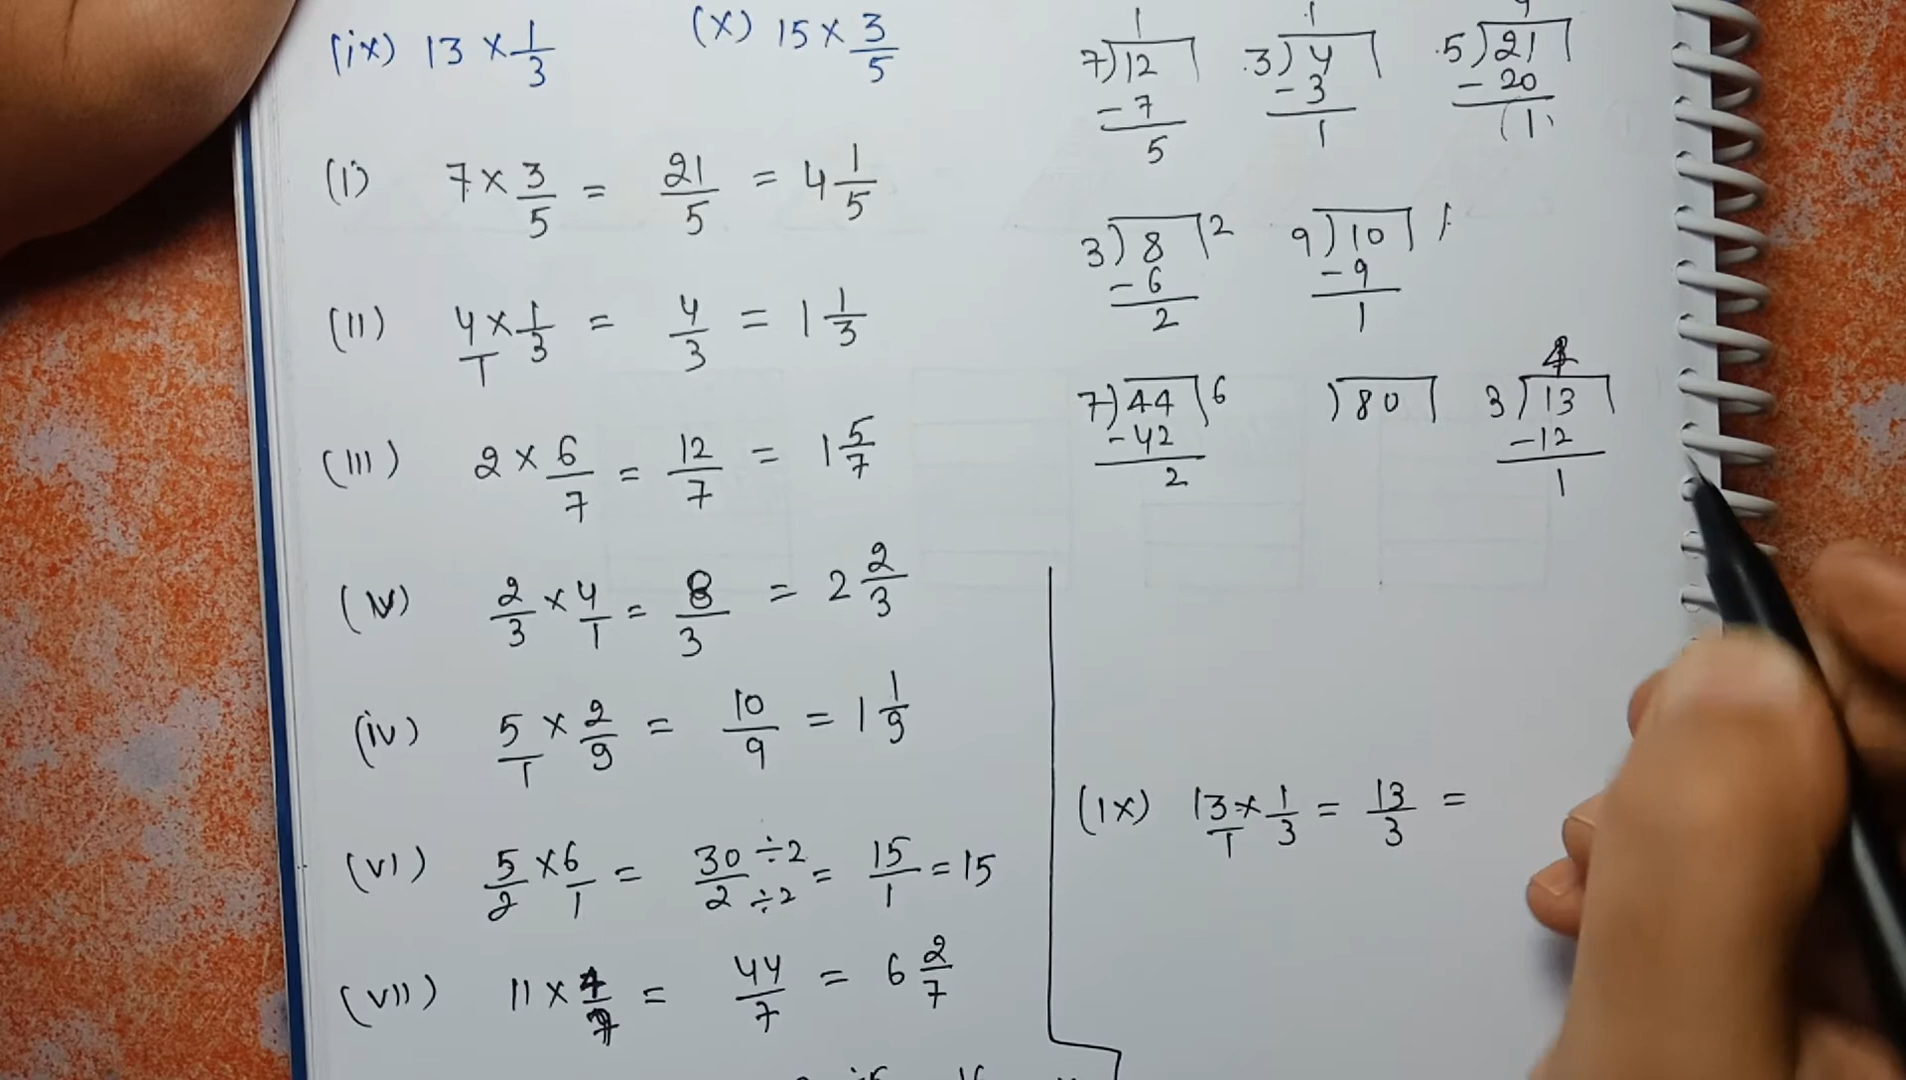 (ix) 13 × 1/3 (x) 15 × 3/5
(i) 7 × 3/5 = 21/5 = 4 1/5
(ii) 4/1 × 1/3 = 4/3 = 1 1/3
(iii) 2 × 6/7 = 12/7 = 1 5/7
(iv) 2/3 × 4/1 = 8/3 = 2 2/3
(iv) 5/1 × 2/9 = 10/9 = 1 1/9
(vi) 5/2 × 6/1 = 30/2 ÷2/÷2 = 15/1 = 15
(vii) 11 × 4/7 = 44/7 = 6 2/7
1
7)12
-7
5
1
3)4
-3
1
4
5)21
-20
1
3)8(2
-6
2
9)10(1
-9
1
7)44(6
-42
2
)80
4
3)13
-12
1
(ix) 13/1 × 1/3 = 13/3 =